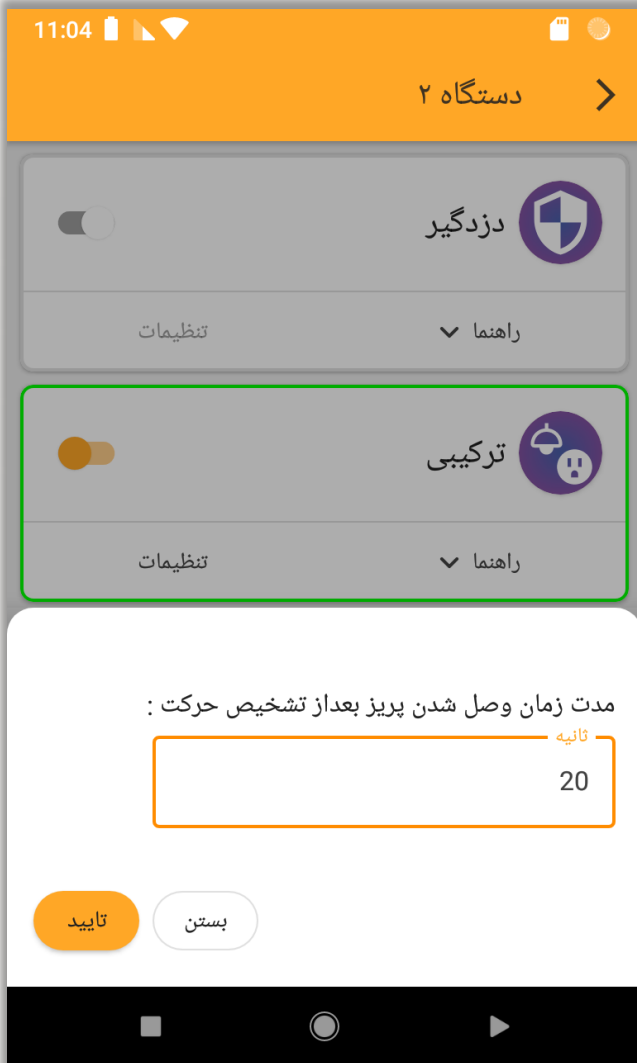 11:04
دستگاه ۲
دزدگیر
راهنما
تنظیمات
ترکیبی
راهنما
تنظیمات
مدت زمان وصل شدن پریز بعداز تشخیص حرکت :
ثانیه
20
بستن
تایید